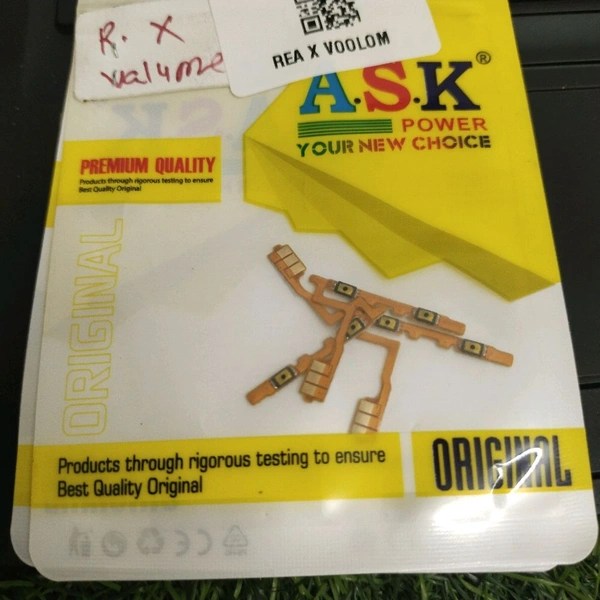 R. X
valume
REA X VOOLOM
A.S.K®
POWER
YOUR NEW CHOICE
PREMIUM QUALITY
Products through rigorous testing to ensure
Best Quality Original
ORIGINAL
Products through rigorous testing to ensure
Best Quality Original
ORIGINAL